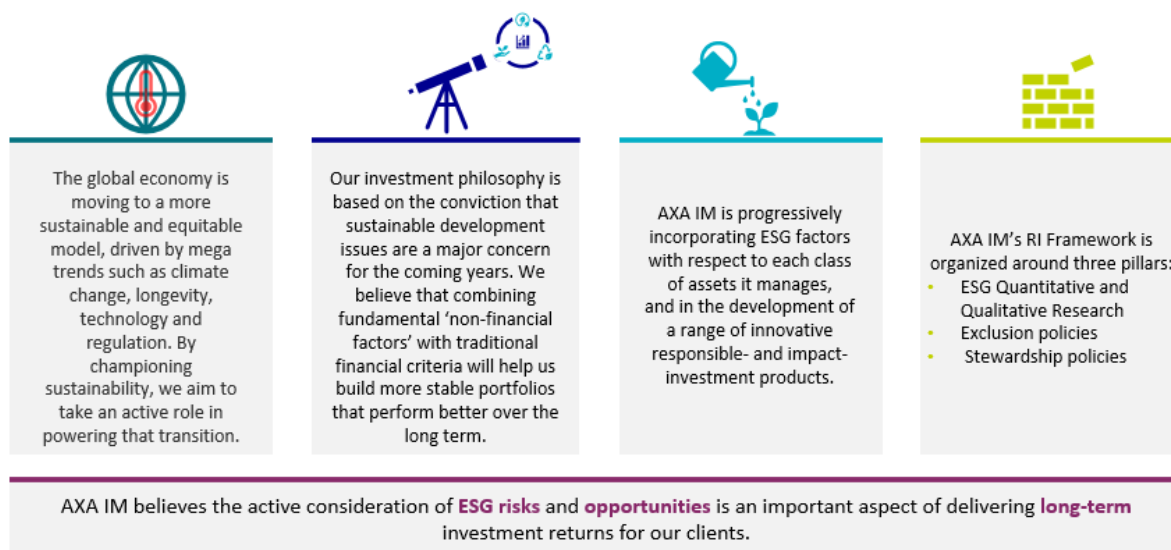 The global economy is
moving to a more
sustainable and equitable
model, driven by mega
trends such as climate
change, longevity,
technology and
regulation. By
championing
sustainability, we aim to
take an active role in
powering that transition.
Our investment philosophy is
based on the conviction that
sustainable development
issues are a major concern
for the coming years. We
believe that combining
fundamental ‘non-financial
factors’ with traditional
financial criteria will help us
build more stable portfolios
that perform better over the
long term.
AXA IM is progressively
incorporating ESG factors
with respect to each class
of assets it manages,
and in the development of
a range of innovative
responsible- and impact-
investment products.
AXA IM’s RI Framework is
organized around three pillars:
• ESG Quantitative and
Qualitative Research
• Exclusion policies
• Stewardship policies
AXA IM believes the active consideration of ESG risks and opportunities is an important aspect of delivering long-term
investment returns for our clients.